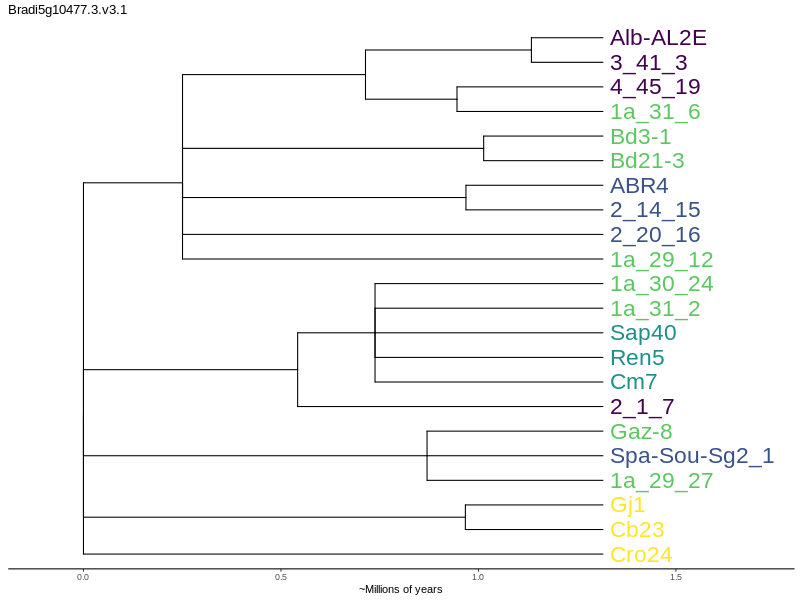 Bradi5g10477.3.v3.1
Alb-AL2E
3_41_3
4_45_19
1a_31_6
Bd3-1
Bd21-3
ABR4
2_14_15
2_20_16
1a_29_12
1a_30_24
1a_31_2
Sap40
Ren5
Cm7
2_1_7
Gaz-8
Spa-Sou-Sg2_1
1a_29_27
Gj1
Cb23
Cro24
0.0 0.5 1.0 1.5
~Millions of years